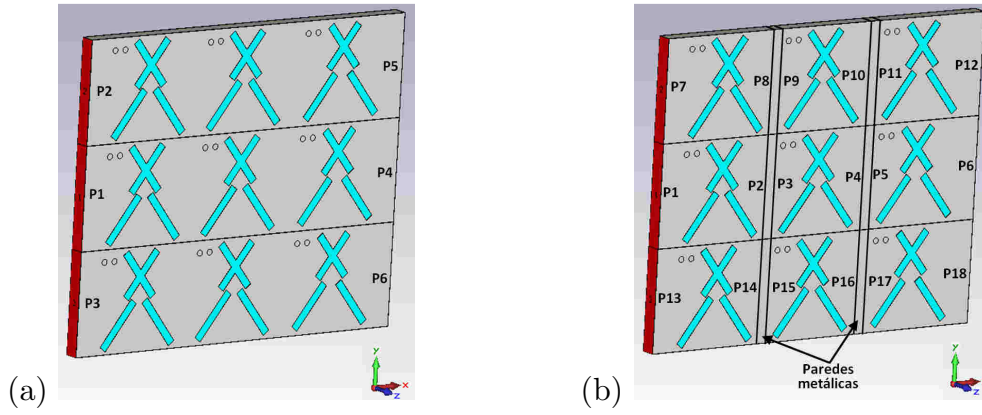 P2
P5
P1
P4
P3
P6
y
x
z
(a)
P7
P8
P9
P10
P11
P12
P1
P2
P3
P4
P5
P6
P13
P14
P15
P16
P17
P18
Paredes
metálicas
y
x
z
(b)